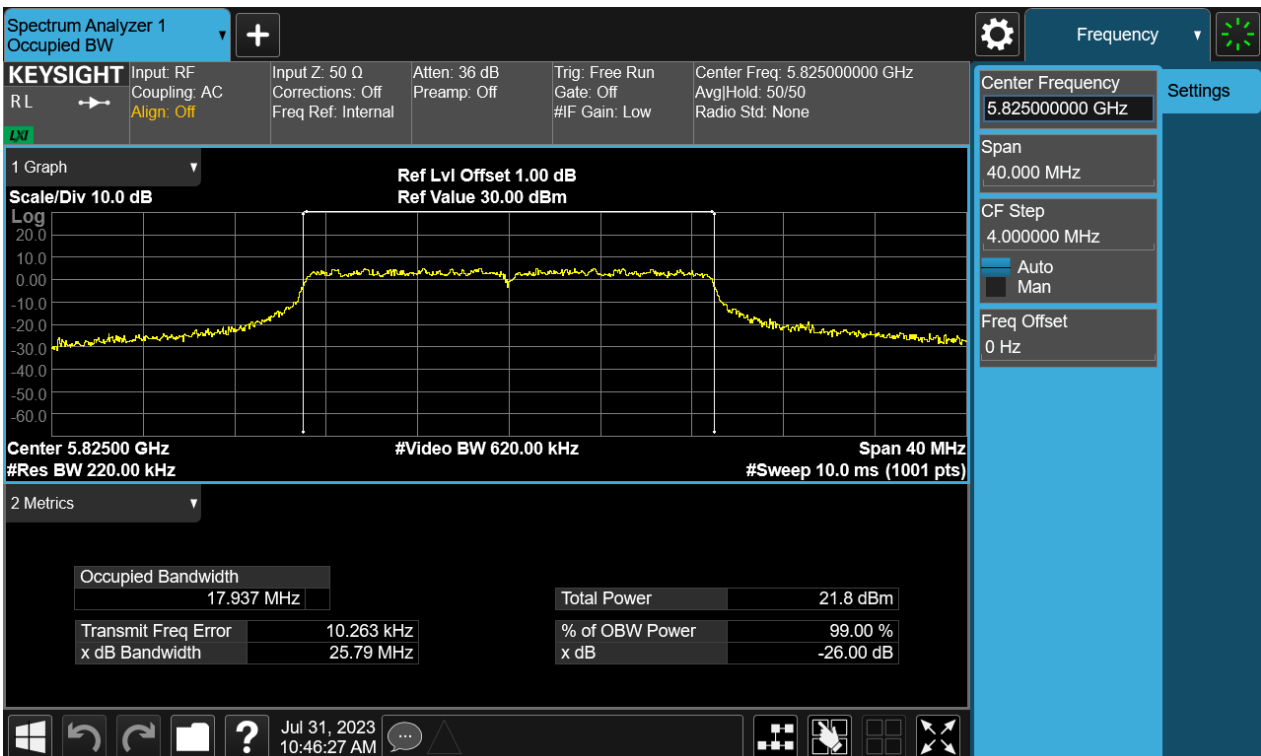 Spectrum Analyzer 1
Occupied BW
+
Frequency
KEYSIGHT
R L
LXI
Input: RF
Coupling: AC
Align: Off
Input Z: 50 Ω
Corrections: Off
Freq Ref: Internal
Atten: 36 dB
Preamp: Off
Trig: Free Run
Gate: Off
#IF Gain: Low
Center Freq: 5.825000000 GHz
Avg|Hold: 50/50
Radio Std: None
Center Frequency
5.825000000 GHz
Settings
Span
40.000 MHz
CF Step
4.000000 MHz
Auto
Man
Freq Offset
0 Hz
1 Graph
Ref Lvl Offset 1.00 dB
Scale/Div 10.0 dB
Ref Value 30.00 dBm
Log
20.0
10.0
0.00
-10.0
-20.0
-30.0
-40.0
-50.0
-60.0
Center 5.82500 GHz
#Video BW 620.00 kHz
Span 40 MHz
#Res BW 220.00 kHz
#Sweep 10.0 ms (1001 pts)
2 Metrics
Occupied Bandwidth
17.937 MHz
Total Power 21.8 dBm
Transmit Freq Error 10.263 kHz
% of OBW Power 99.00 %
x dB Bandwidth 25.79 MHz
x dB -26.00 dB
?
Jul 31, 2023
10:46:27 AM